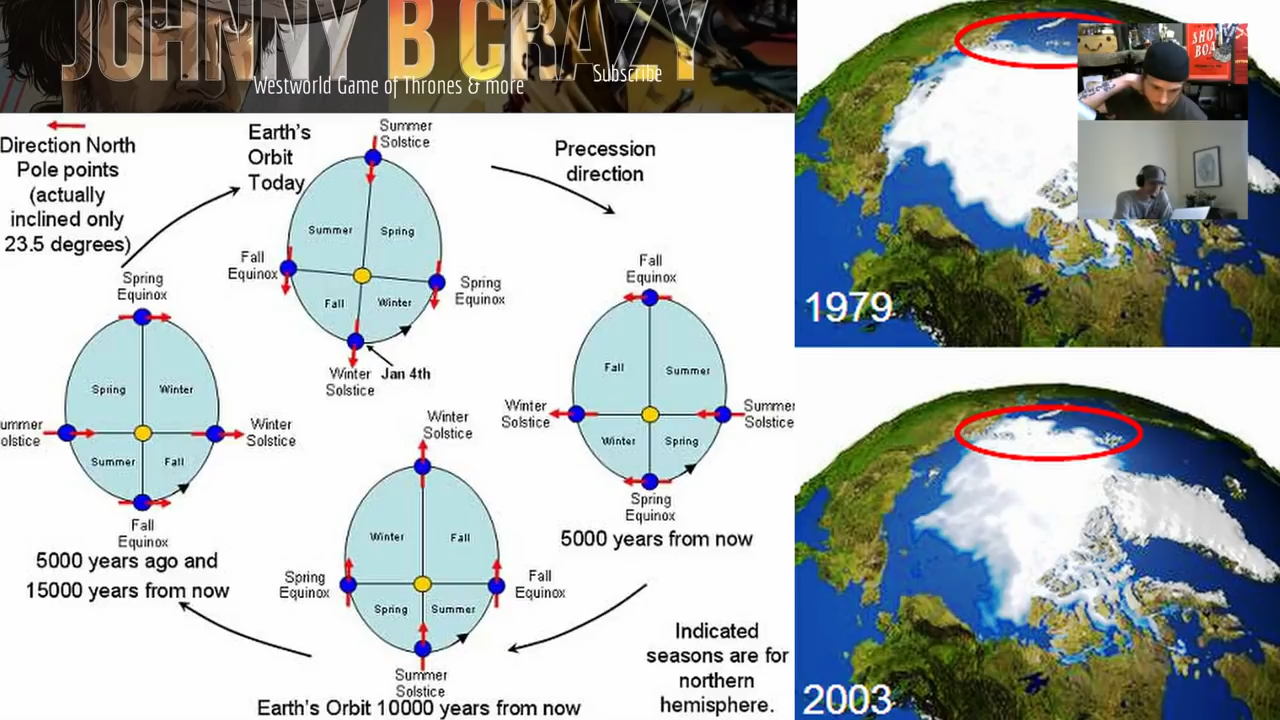 JOHNNY B CRAZY
Westworld Game of Thrones & more
Subscribe
Direction North
Pole points
(actually
inclined only
23.5 degrees)
Earth's
Orbit
Today
Summer
Solstice
Precession
direction
Summer
Spring
Fall
Equinox
Spring
Equinox
Fall
Winter
Winter
Solstice
Jan 4th
Spring
Equinox
Spring
Winter
ummer
olstice
Winter
Solstice
Summer
Fall
Fall
Equinox
5000 years ago and
15000 years from now
Fall
Equinox
Fall
Summer
Winter
Solstice
Summer
Solstice
Winter
Spring
Spring
Equinox
5000 years from now
Winter
Solstice
Winter
Fall
Spring
Equinox
Fall
Equinox
Spring
Summer
Summer
Solstice
Earth's Orbit 10000 years from now
Indicated
seasons are for
northern
hemisphere.
SHO
BOA
1979
2003